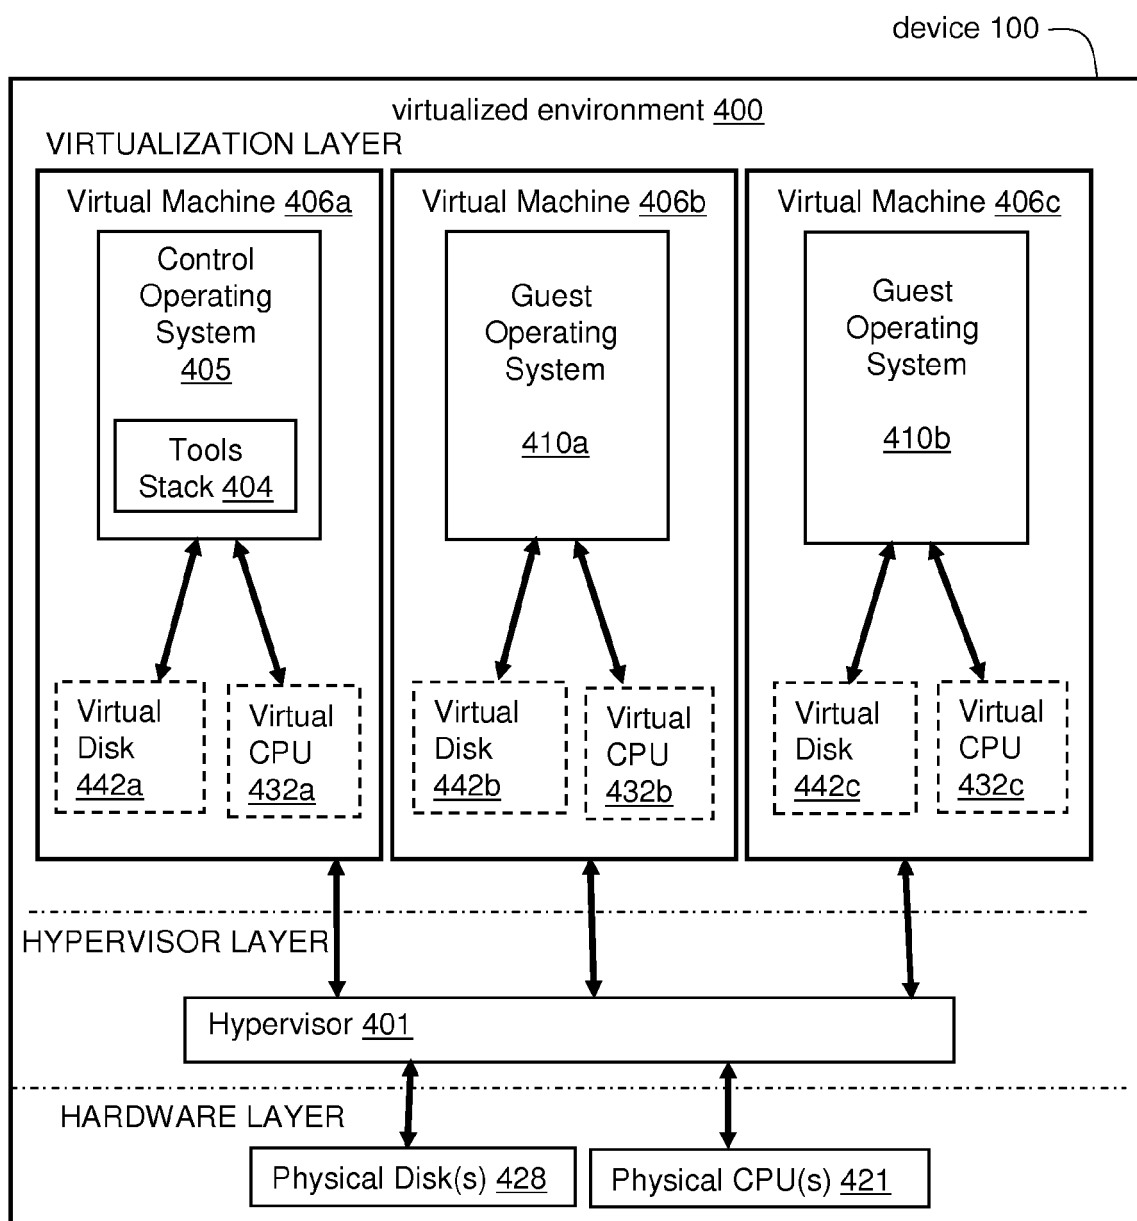 device 100
virtualized environment 400
VIRTUALIZATION LAYER
Virtual Machine 406a
Control
Operating
System
405
Tools
Stack 404
Virtual
Disk
442a
Virtual
CPU
432a
Virtual Machine 406b
Guest
Operating
System
410a
Virtual
Disk
442b
Virtual
CPU
432b
Virtual Machine 406c
Guest
Operating
System
410b
Virtual
Disk
442c
Virtual
CPU
432c
HYPERVISOR LAYER
Hypervisor 401
HARDWARE LAYER
Physical Disk(s) 428
Physical CPU(s) 421